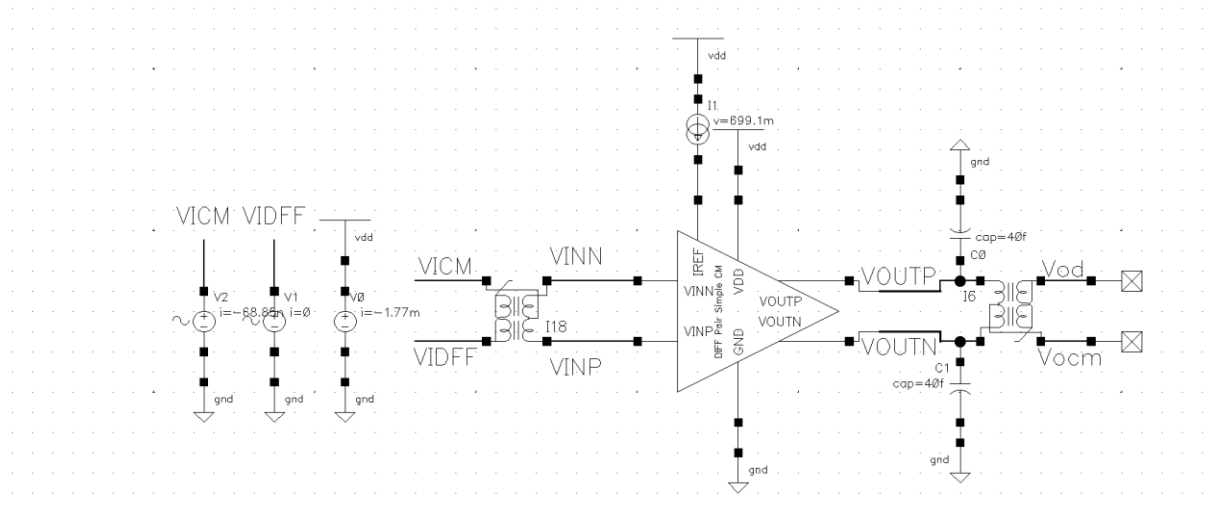 vdd
I1
v=699.1m
vdd
gnd
VICM VIDFF
vdd
cap=40f
C0
VICM
VINN
IREF
VDD
VOUTP
Vod
V2
V1
V0
i=0
i=-1.77m
VINN
VOUTP
I6
I18
VINP
DIFF Pair Simple CM
VOUTN
GND
VIDFF
VINP
VOUTN
Vocm
C1
cap=40f
gnd
gnd
gnd
gnd
gnd